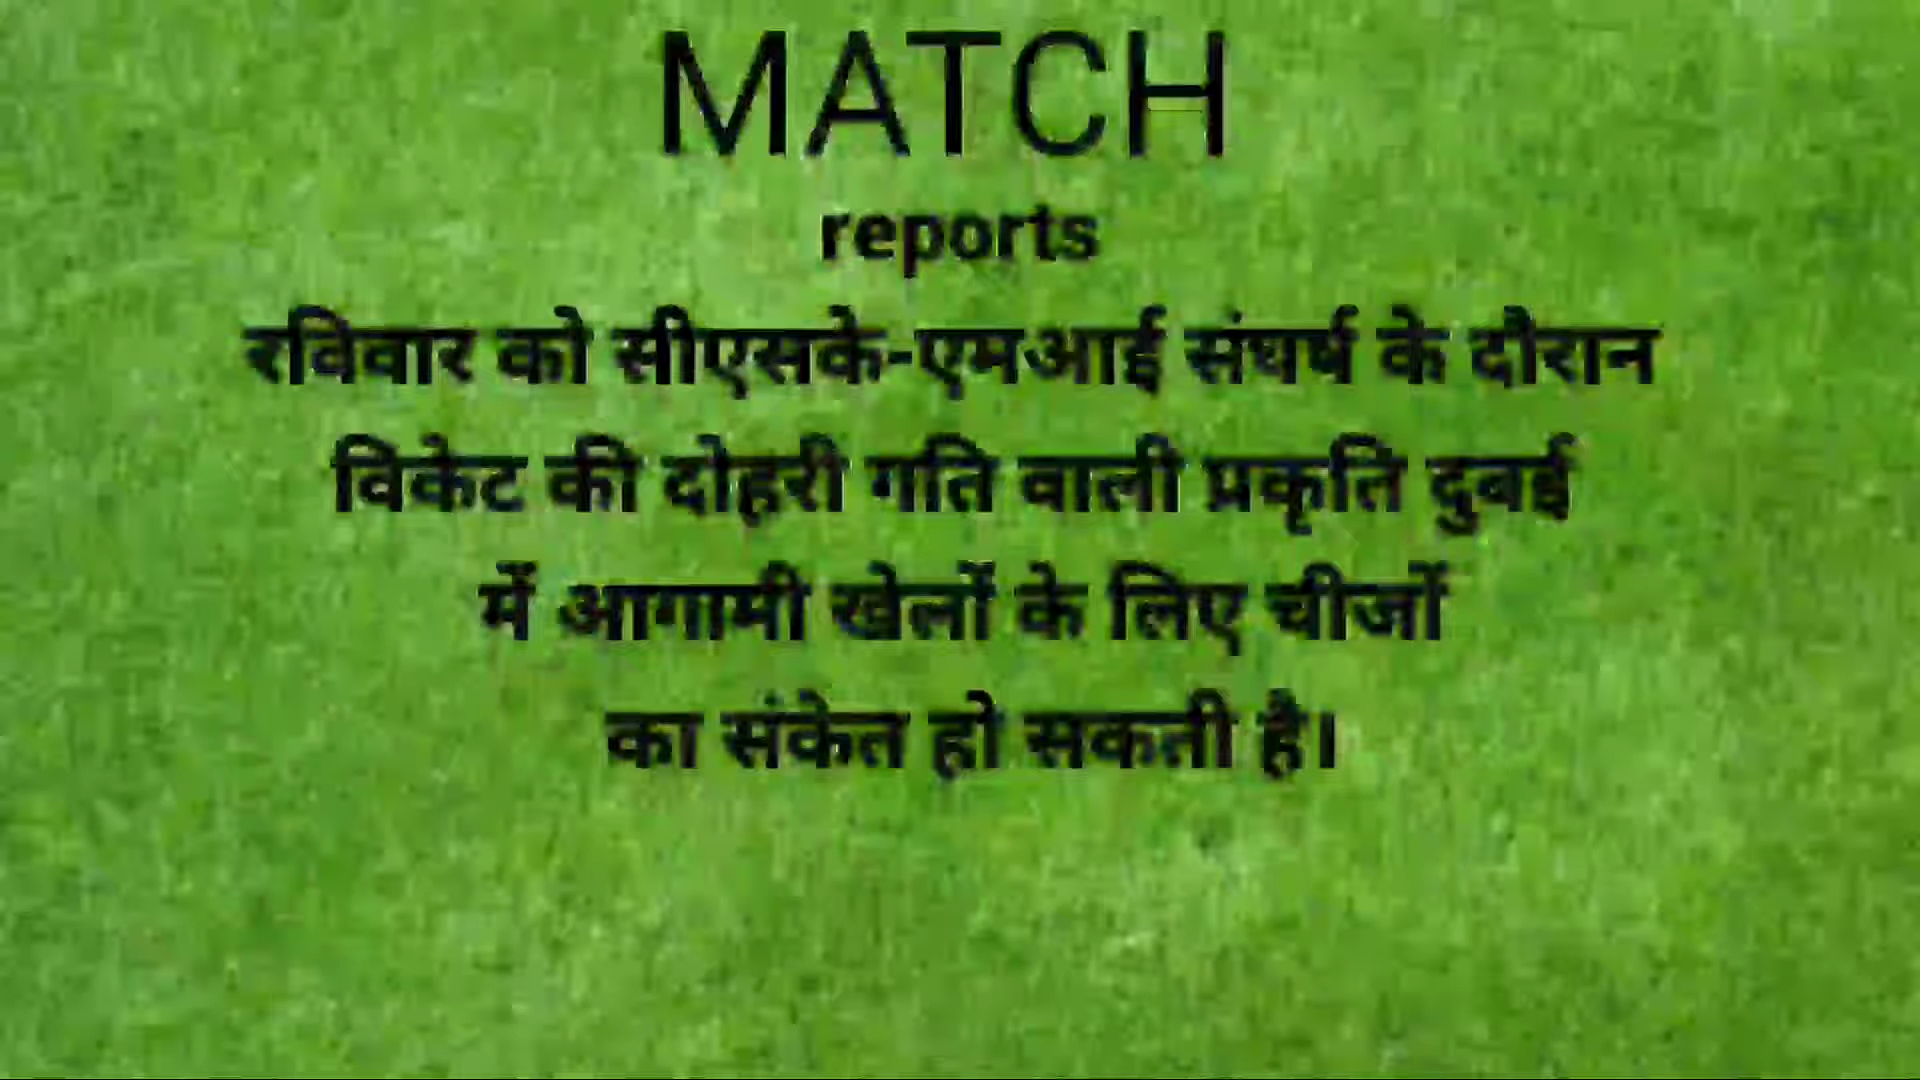 MATCH
reports
रविवार को सीएसके-एमआई संघर्ष के दौरान
विकेट की दोहरी गति वाली प्रकृति दुबई
में आगामी खेलों के लिए चीजों
का संकेत हो सकती है।